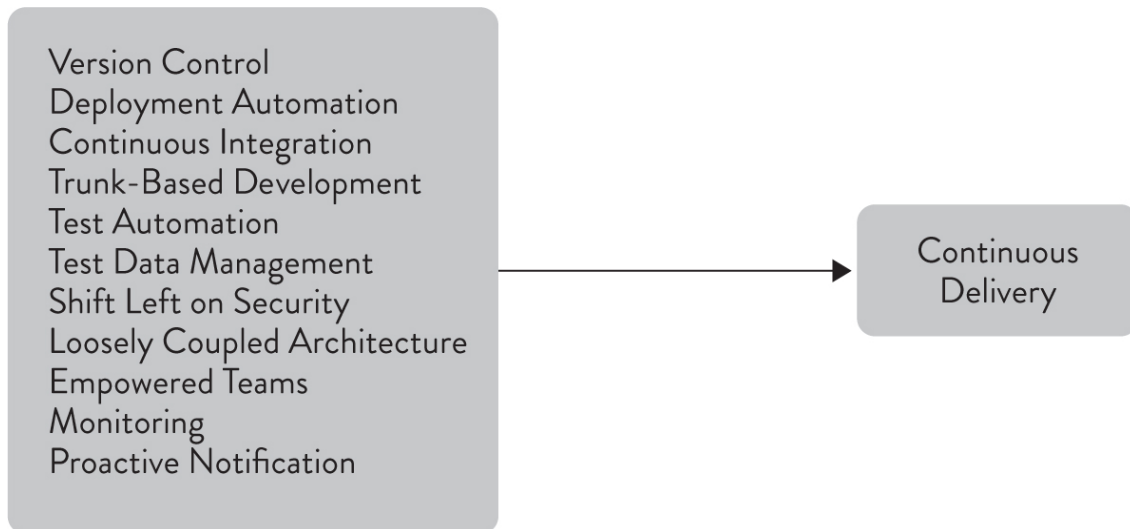 Version Control
Deployment Automation
Continuous Integration
Trunk-Based Development
Test Automation
Test Data Management
Shift Left on Security
Loosely Coupled Architecture
Empowered Teams
Monitoring
Proactive Notification
Continuous
Delivery